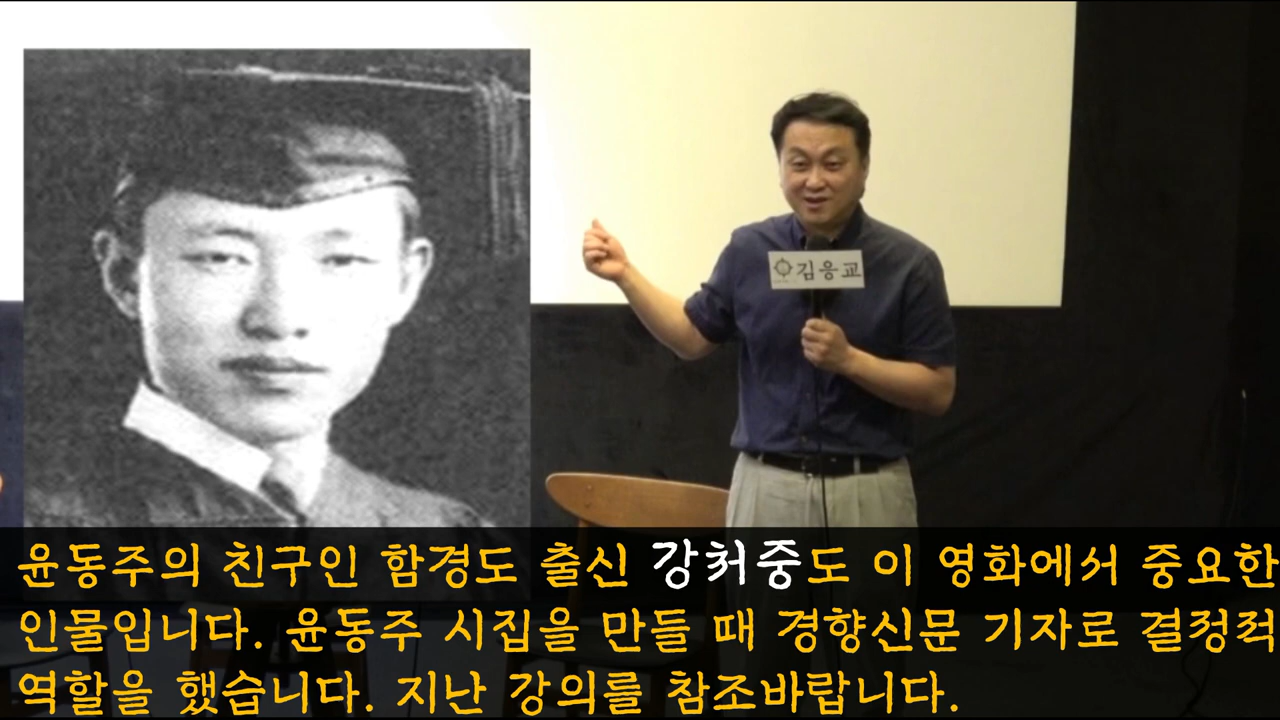 김응교
윤동주의 친구인 함경도 출신 강처중도 이 영화에서 중요한
인물입니다. 윤동주 시집을 만들 때 경향신문 기자로 결정적
역할을 했습니다. 지난 강의를 참조바랍니다.